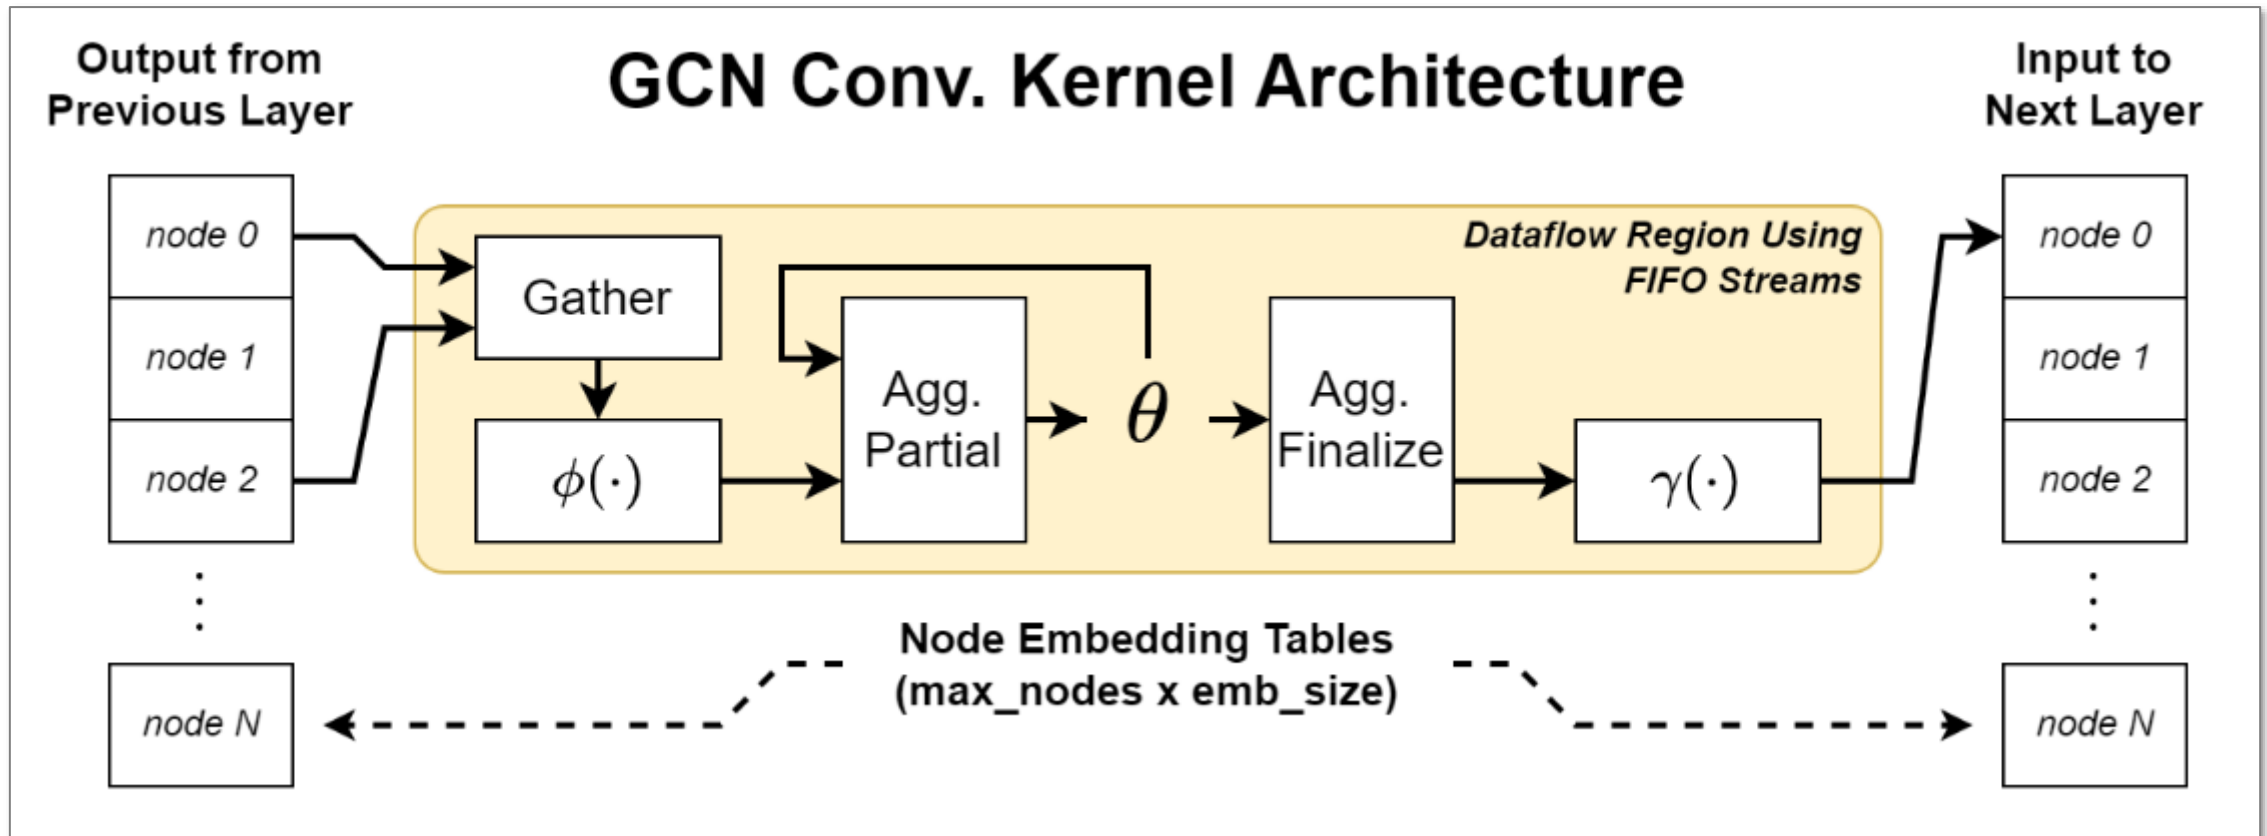 Output from
Previous Layer
GCN Conv. Kernel Architecture
Input to
Next Layer
node 0
node 1
node 2
node N
Dataflow Region Using
FIFO Streams
Gather
ϕ(·)
Agg.
Partial
θ
Agg.
Finalize
γ(·)
Node Embedding Tables
(max_nodes x emb_size)
node 0
node 1
node 2
node N